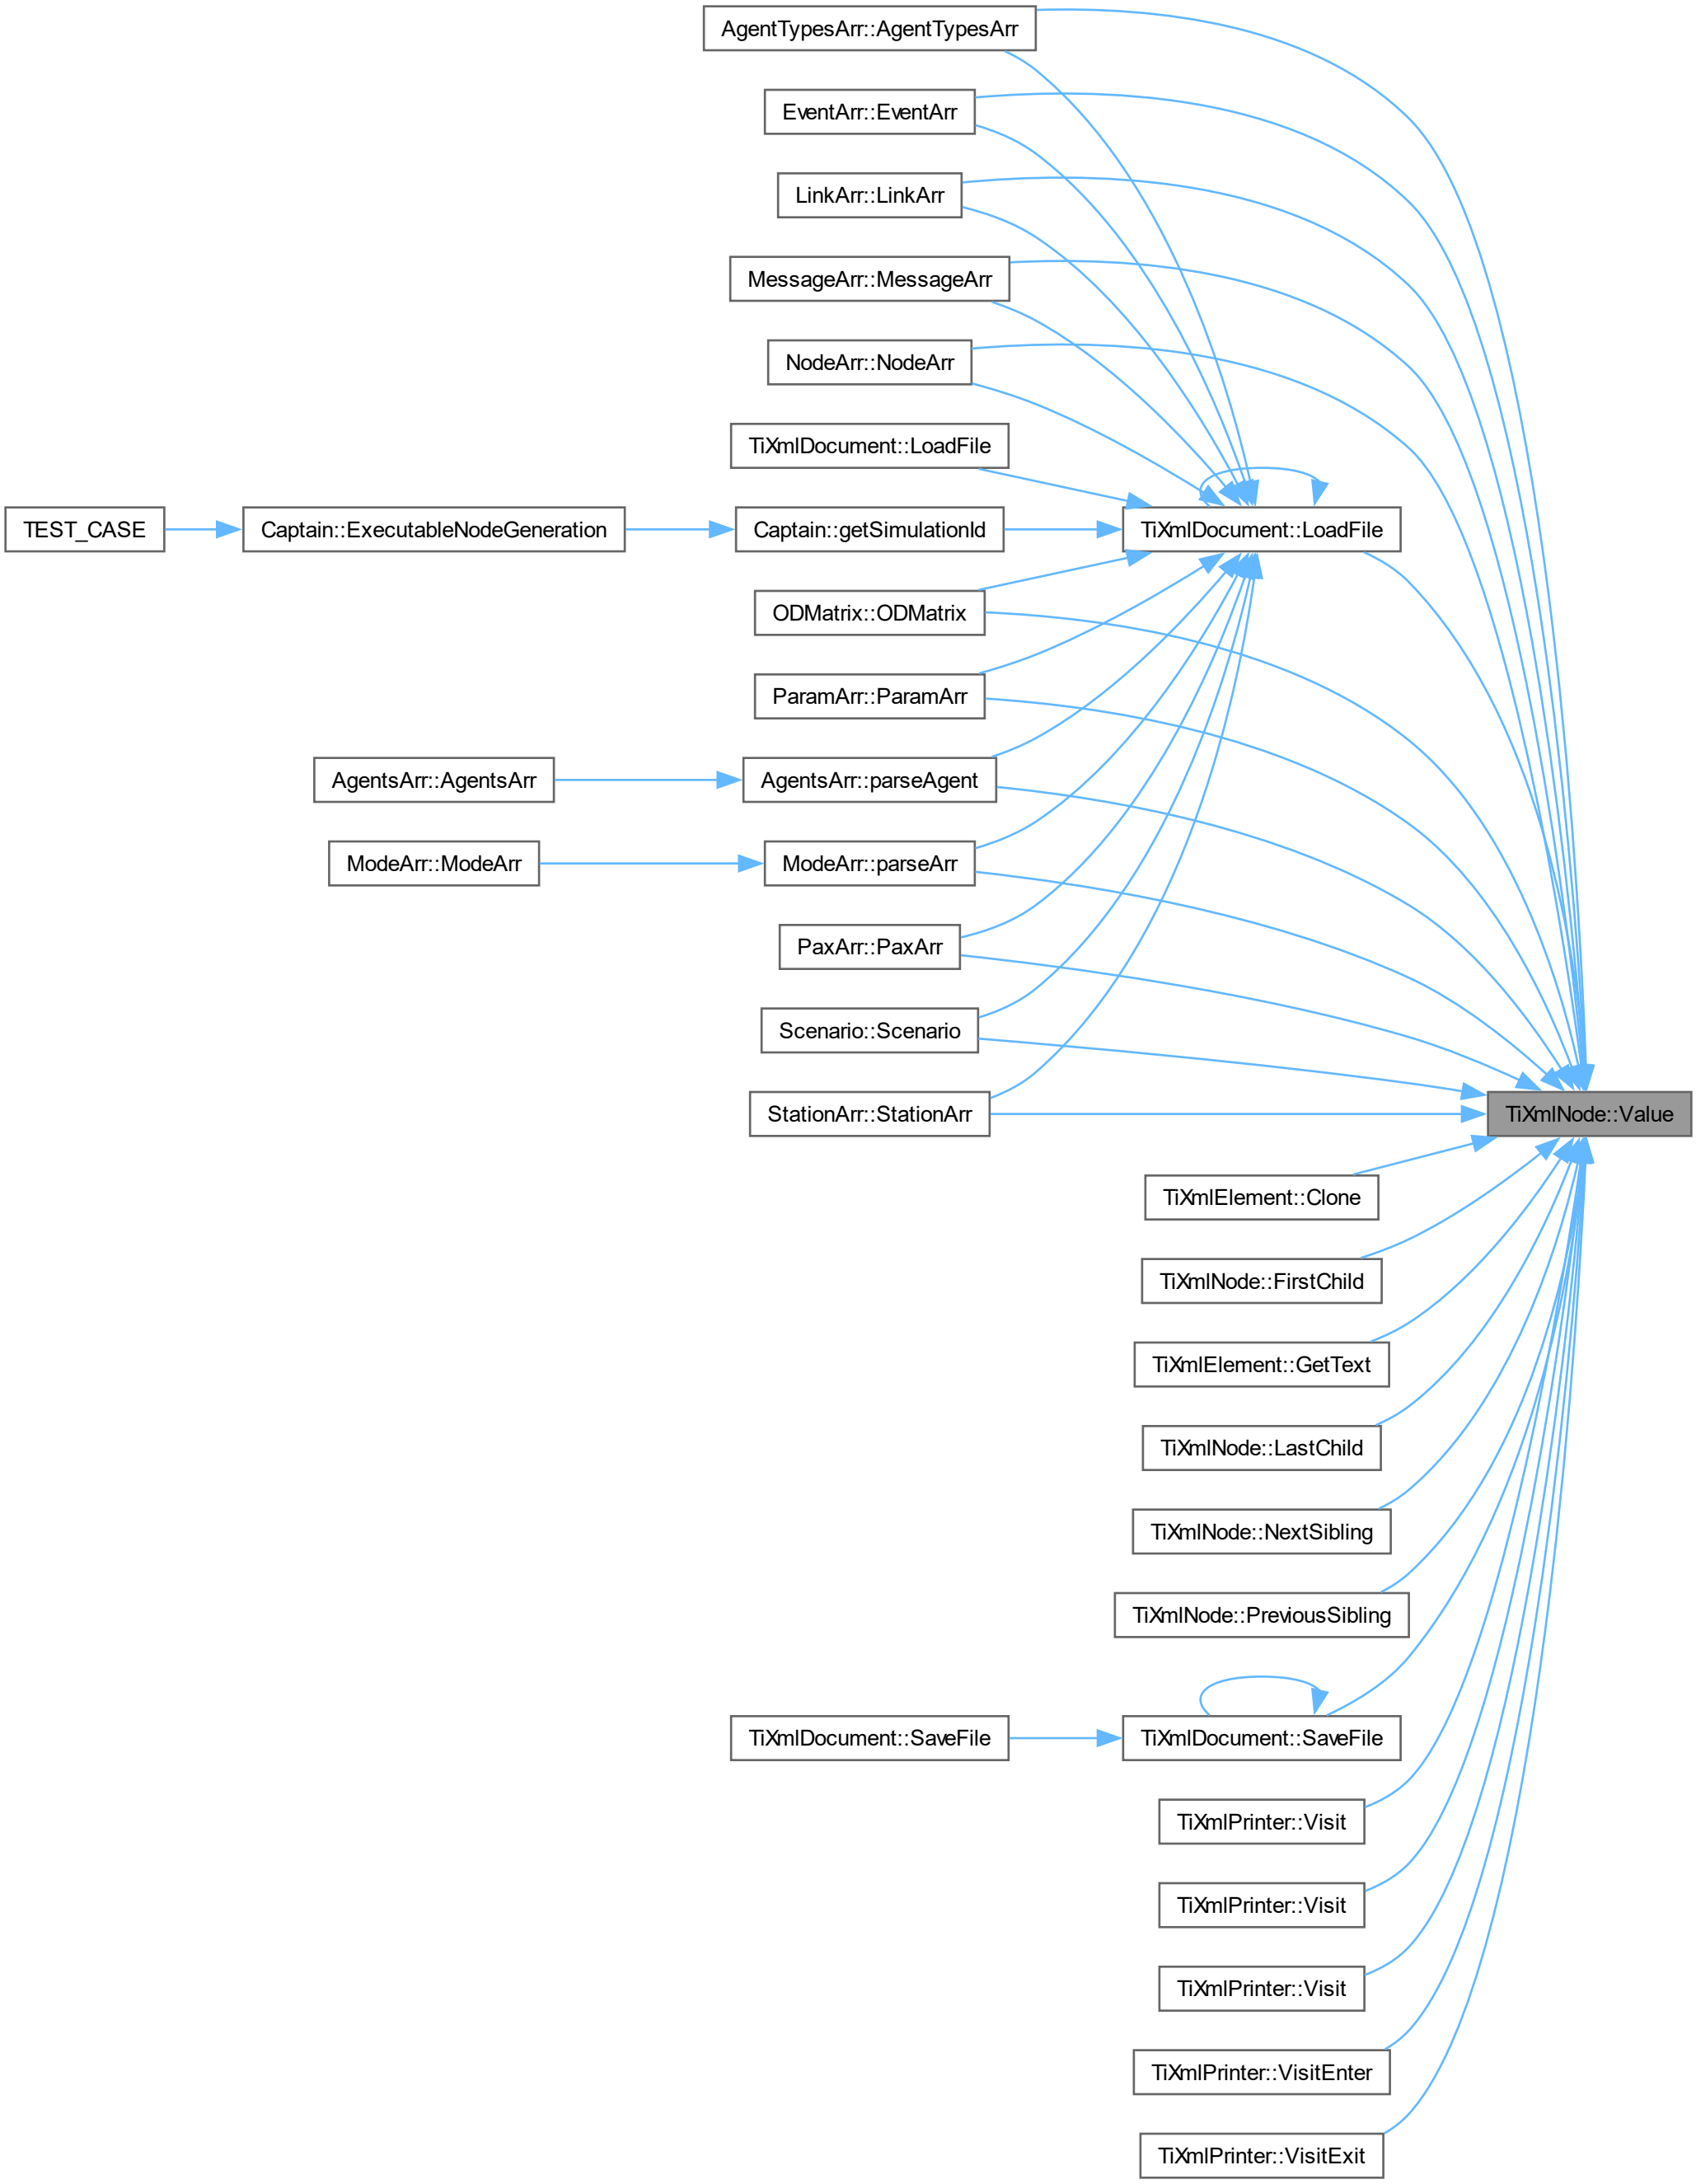 AgentTypesArr::AgentTypesArr
EventArr::EventArr
LinkArr::LinkArr
MessageArr::MessageArr
NodeArr::NodeArr
TiXmlDocument::LoadFile
TEST_CASE
Captain::ExecutableNodeGeneration
Captain::getSimulationId
TiXmlDocument::LoadFile
ODMatrix::ODMatrix
ParamArr::ParamArr
AgentsArr::AgentsArr
AgentsArr::parseAgent
ModeArr::ModeArr
ModeArr::parseArr
PaxArr::PaxArr
Scenario::Scenario
StationArr::StationArr
TiXmlNode::Value
TiXmlElement::Clone
TiXmlNode::FirstChild
TiXmlElement::GetText
TiXmlNode::LastChild
TiXmlNode::NextSibling
TiXmlNode::PreviousSibling
TiXmlDocument::SaveFile
TiXmlDocument::SaveFile
TiXmlPrinter::Visit
TiXmlPrinter::Visit
TiXmlPrinter::Visit
TiXmlPrinter::VisitEnter
TiXmlPrinter::VisitExit